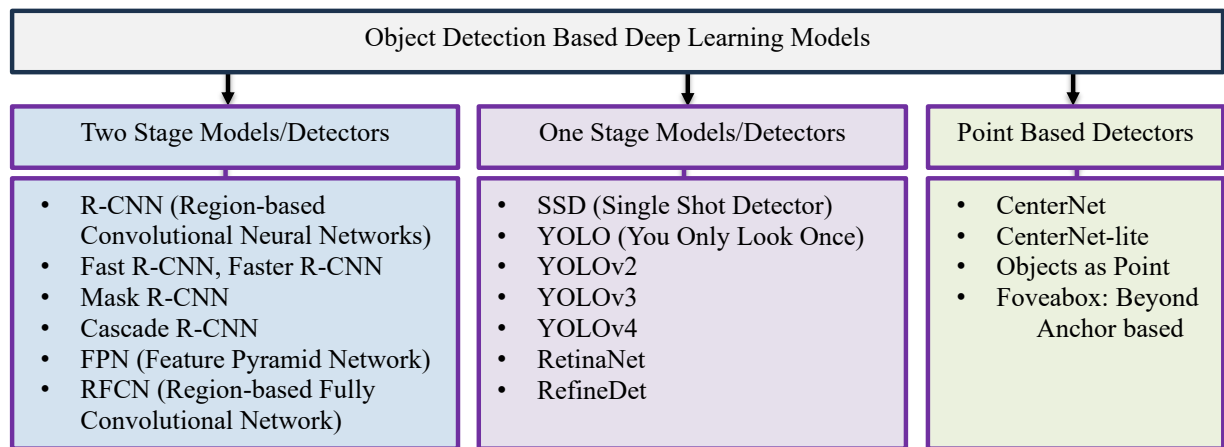 Object Detection Based Deep Learning Models
Two Stage Models/Detectors
• R-CNN (Region-based
Convolutional Neural Networks)
• Fast R-CNN, Faster R-CNN
• Mask R-CNN
• Cascade R-CNN
• FPN (Feature Pyramid Network)
• RFCN (Region-based Fully
Convolutional Network)
One Stage Models/Detectors
• SSD (Single Shot Detector)
• YOLO (You Only Look Once)
• YOLOv2
• YOLOv3
• YOLOv4
• RetinaNet
• RefineDet
Point Based Detectors
• CenterNet
• CenterNet-lite
• Objects as Point
• Foveabox: Beyond
Anchor based